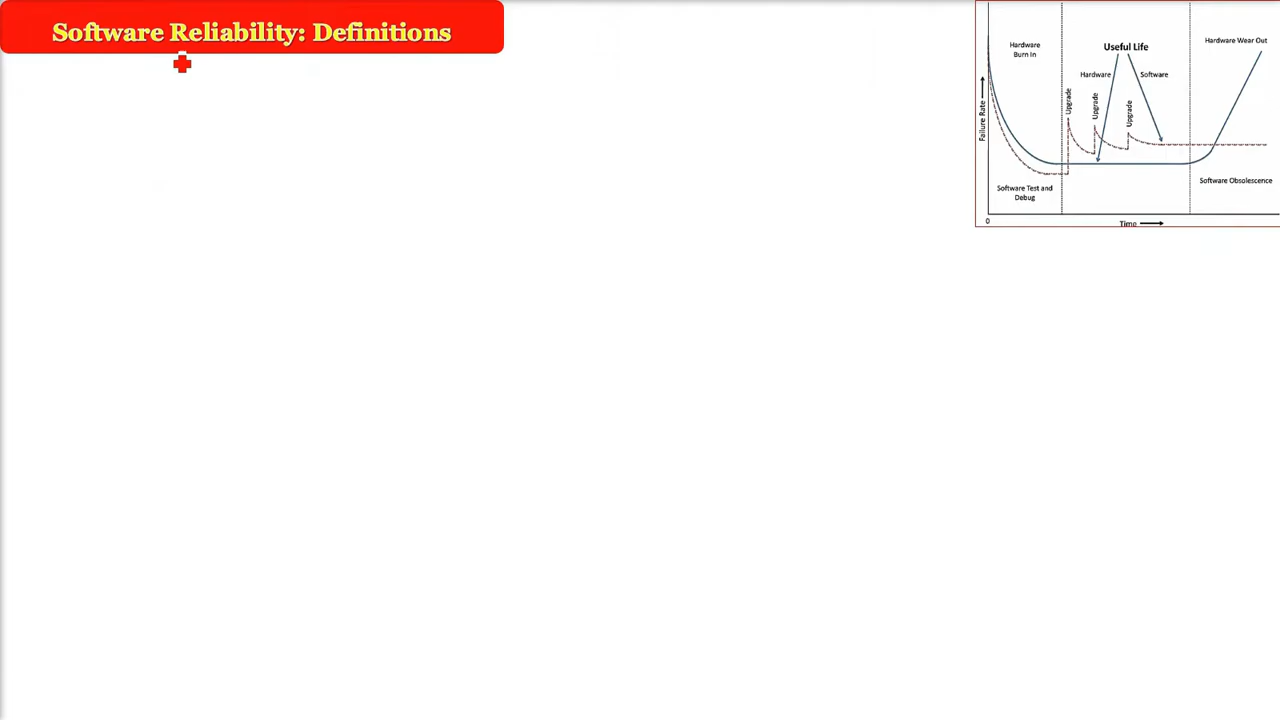 Software Reliability: Definitions
Hardware
Burn In
Useful Life
Hardware Wear Out
Hardware
Software
Upgrade
Upgrade
Upgrade
Failure Rate
Software Test and
Debug
Software Obsolescence
0
Time